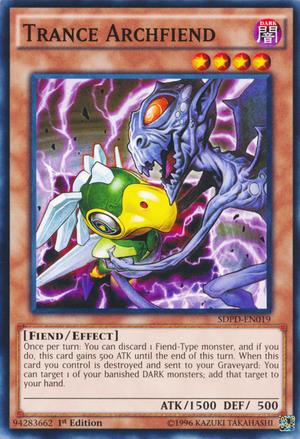 TRANCE ARCHFIEND
DARK
闇
SDPD-EN019
[FIEND/EFFECT]
Once per turn: You can discard 1 Fiend-Type monster, and if you
do, this card gains 500 ATK until the end of this turn. When this
card you control is destroyed and sent to your Graveyard: You
can target 1 of your banished DARK monsters; add that target to
your hand.
ATK/1500 DEF/ 500
94283662 1st Edition ©1996 KAZUKI TAKAHASHI